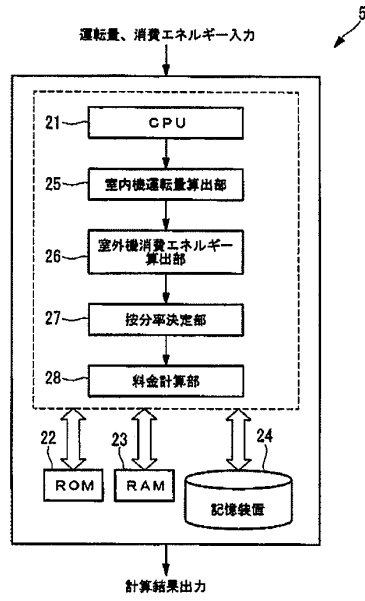 5
運転量、消費エネルギー入力
21
CPU
25
室内機運転量算出部
26
室外機消費エネルギー
算出部
27
按分率決定部
28
料金計算部
22
23
24
ROM
RAM
記憶装置
計算結果出力